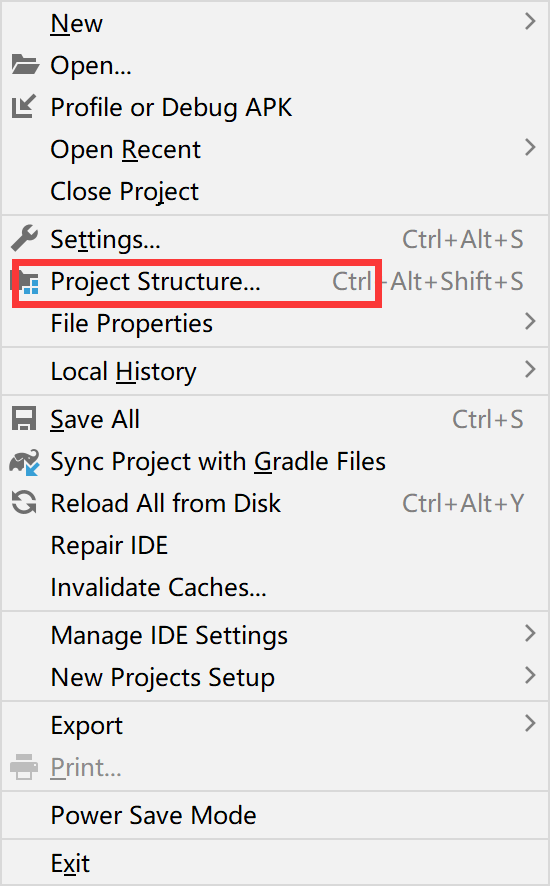 New
Open...
Profile or Debug APK
Open Recent
Close Project
Settings... Ctrl+Alt+S
Project Structure... Ctrl+Alt+Shift+S
File Properties
Local History
Save All Ctrl+S
Sync Project with Gradle Files
Reload All from Disk Ctrl+Alt+Y
Repair IDE
Invalidate Caches...
Manage IDE Settings
New Projects Setup
Export
Print...
Power Save Mode
Exit